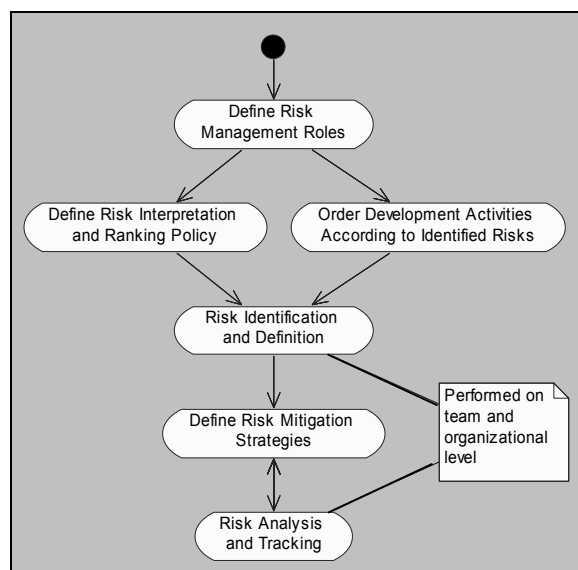 Define Risk
Management Roles
Define Risk Interpretation
and Ranking Policy
Order Development Activities
According to Identified Risks
Risk Identification
and Definition
Performed on
team and
organizational
level
Define Risk Mitigation
Strategies
Risk Analysis
and Tracking